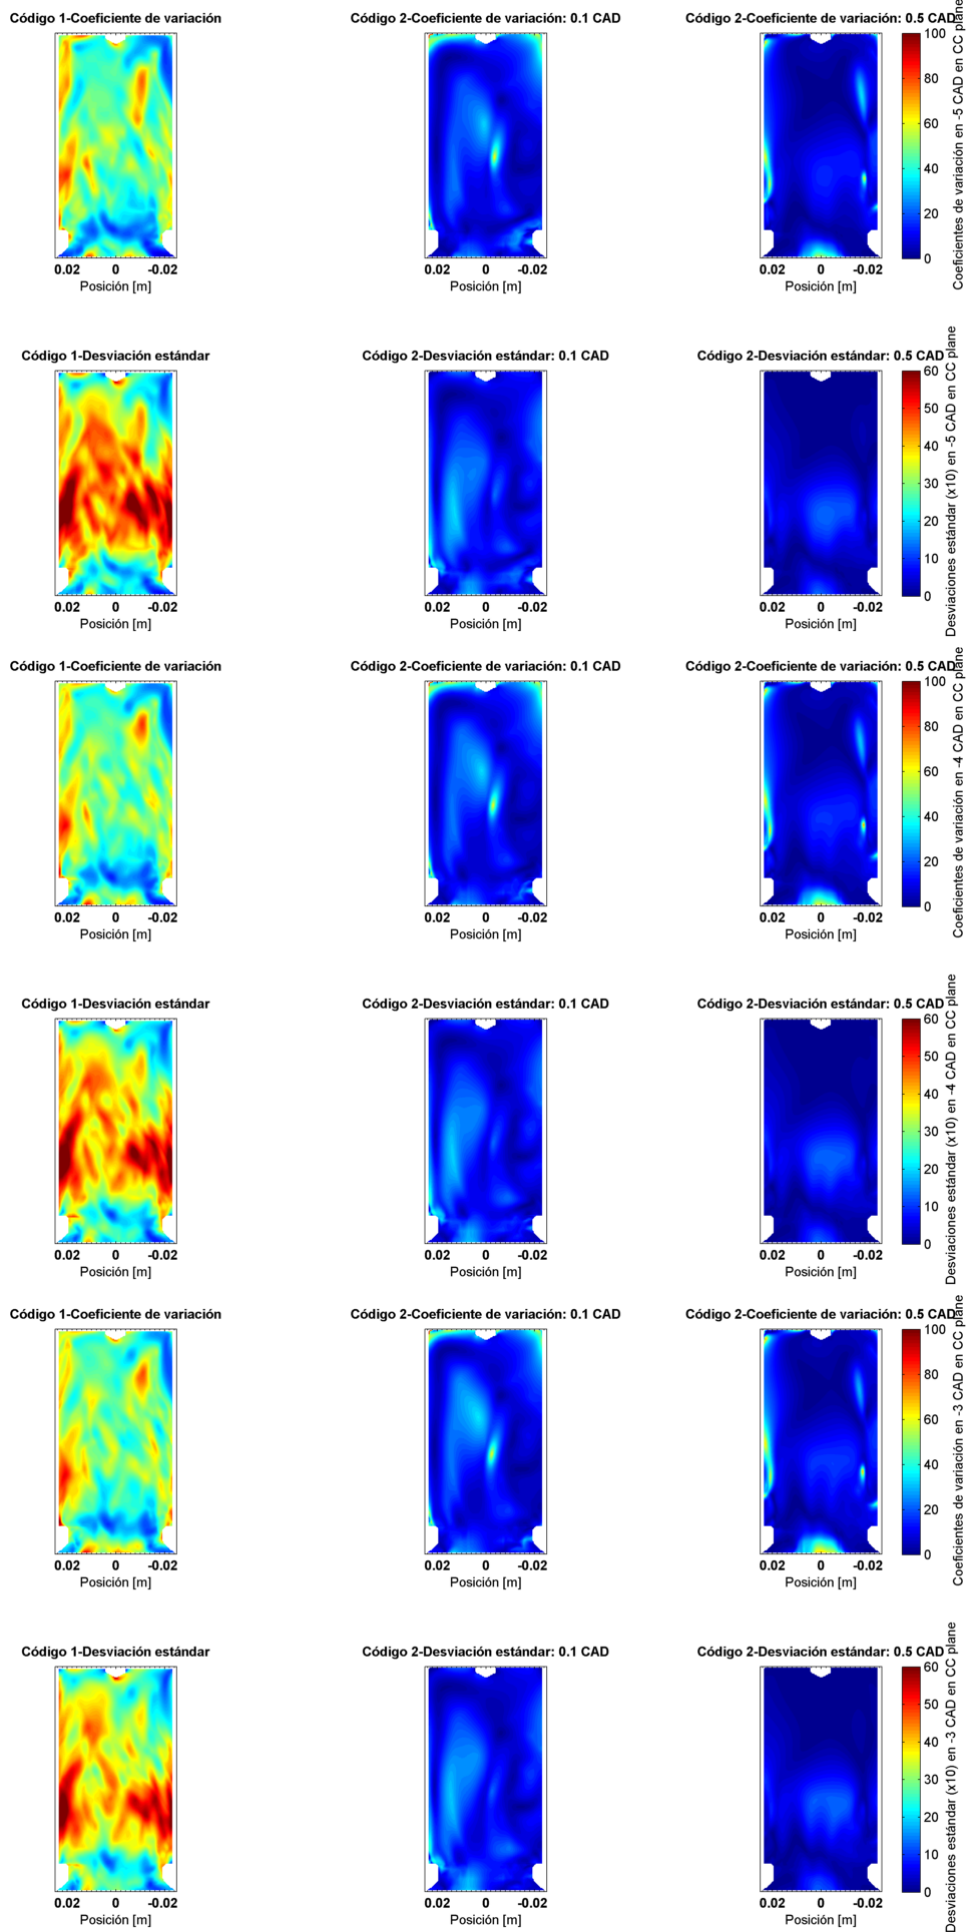 Código 1-Coeficiente de variación
Código 2-Coeficiente de variación: 0.1 CAD
Código 2-Coeficiente de variación: 0.5 CAD
0.02 0 -0.02
Posición [m]
0.02 0 -0.02
Posición [m]
0.02 0 -0.02
Posición [m]
100
80
60
40
20
0
Coeficientes de variación en -5 CAD en CC plane
Código 1-Desviación estándar
Código 2-Desviación estándar: 0.1 CAD
Código 2-Desviación estándar: 0.5 CAD
0.02 0 -0.02
Posición [m]
0.02 0 -0.02
Posición [m]
0.02 0 -0.02
Posición [m]
60
50
40
30
20
10
0
Desviaciones estándar (x10) en -5 CAD en CC plane
Código 1-Coeficiente de variación
Código 2-Coeficiente de variación: 0.1 CAD
Código 2-Coeficiente de variación: 0.5 CAD
0.02 0 -0.02
Posición [m]
0.02 0 -0.02
Posición [m]
0.02 0 -0.02
Posición [m]
100
80
60
40
20
0
Coeficientes de variación en -4 CAD en CC plane
Código 1-Desviación estándar
Código 2-Desviación estándar: 0.1 CAD
Código 2-Desviación estándar: 0.5 CAD
0.02 0 -0.02
Posición [m]
0.02 0 -0.02
Posición [m]
0.02 0 -0.02
Posición [m]
60
50
40
30
20
10
0
Desviaciones estándar (x10) en -4 CAD en CC plane
Código 1-Coeficiente de variación
Código 2-Coeficiente de variación: 0.1 CAD
Código 2-Coeficiente de variación: 0.5 CAD
0.02 0 -0.02
Posición [m]
0.02 0 -0.02
Posición [m]
0.02 0 -0.02
Posición [m]
100
80
60
40
20
0
Coeficientes de variación en -3 CAD en CC plane
Código 1-Desviación estándar
Código 2-Desviación estándar: 0.1 CAD
Código 2-Desviación estándar: 0.5 CAD
0.02 0 -0.02
Posición [m]
0.02 0 -0.02
Posición [m]
0.02 0 -0.02
Posición [m]
60
50
40
30
20
10
0
Desviaciones estándar (x10) en -3 CAD en CC plane